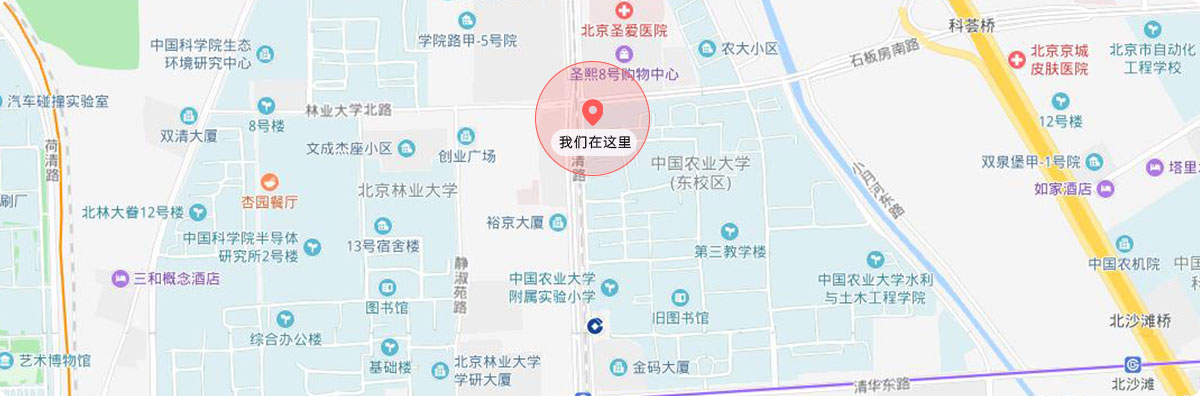 科荟桥
北京圣爱医院
学院路甲-5号院
中国科学院生态
环境研究中心
农大小区
石板房南路
北京京城
皮肤医院
北京市自动化
工程学校
圣熙8号购物中心
汽车碰撞实验室
8号楼
林业大学北路
双清大厦
12号楼
我们在这里
荷清路
文成杰座小区
创业广场
清路
中国农业大学
(东校区)
双泉堡甲-1号院
塔里木
如家酒店
小月河东路
北京林业大学
杏园餐厅
刷厂
北林大眷12号楼
裕京大厦
13号宿舍楼
中国科学院半导体
研究所2号楼
第三教学楼
中国农机院
中国
科
三和概念酒店
静淑苑路
中国农业大学
附属实验小学
中国农业大学水利
与土木工程学院
图书馆
旧图书馆
北沙滩桥
综合办公楼
艺术博物馆
基础楼
北京林业大学
学研大厦
金码大厦
清华东路
北沙滩